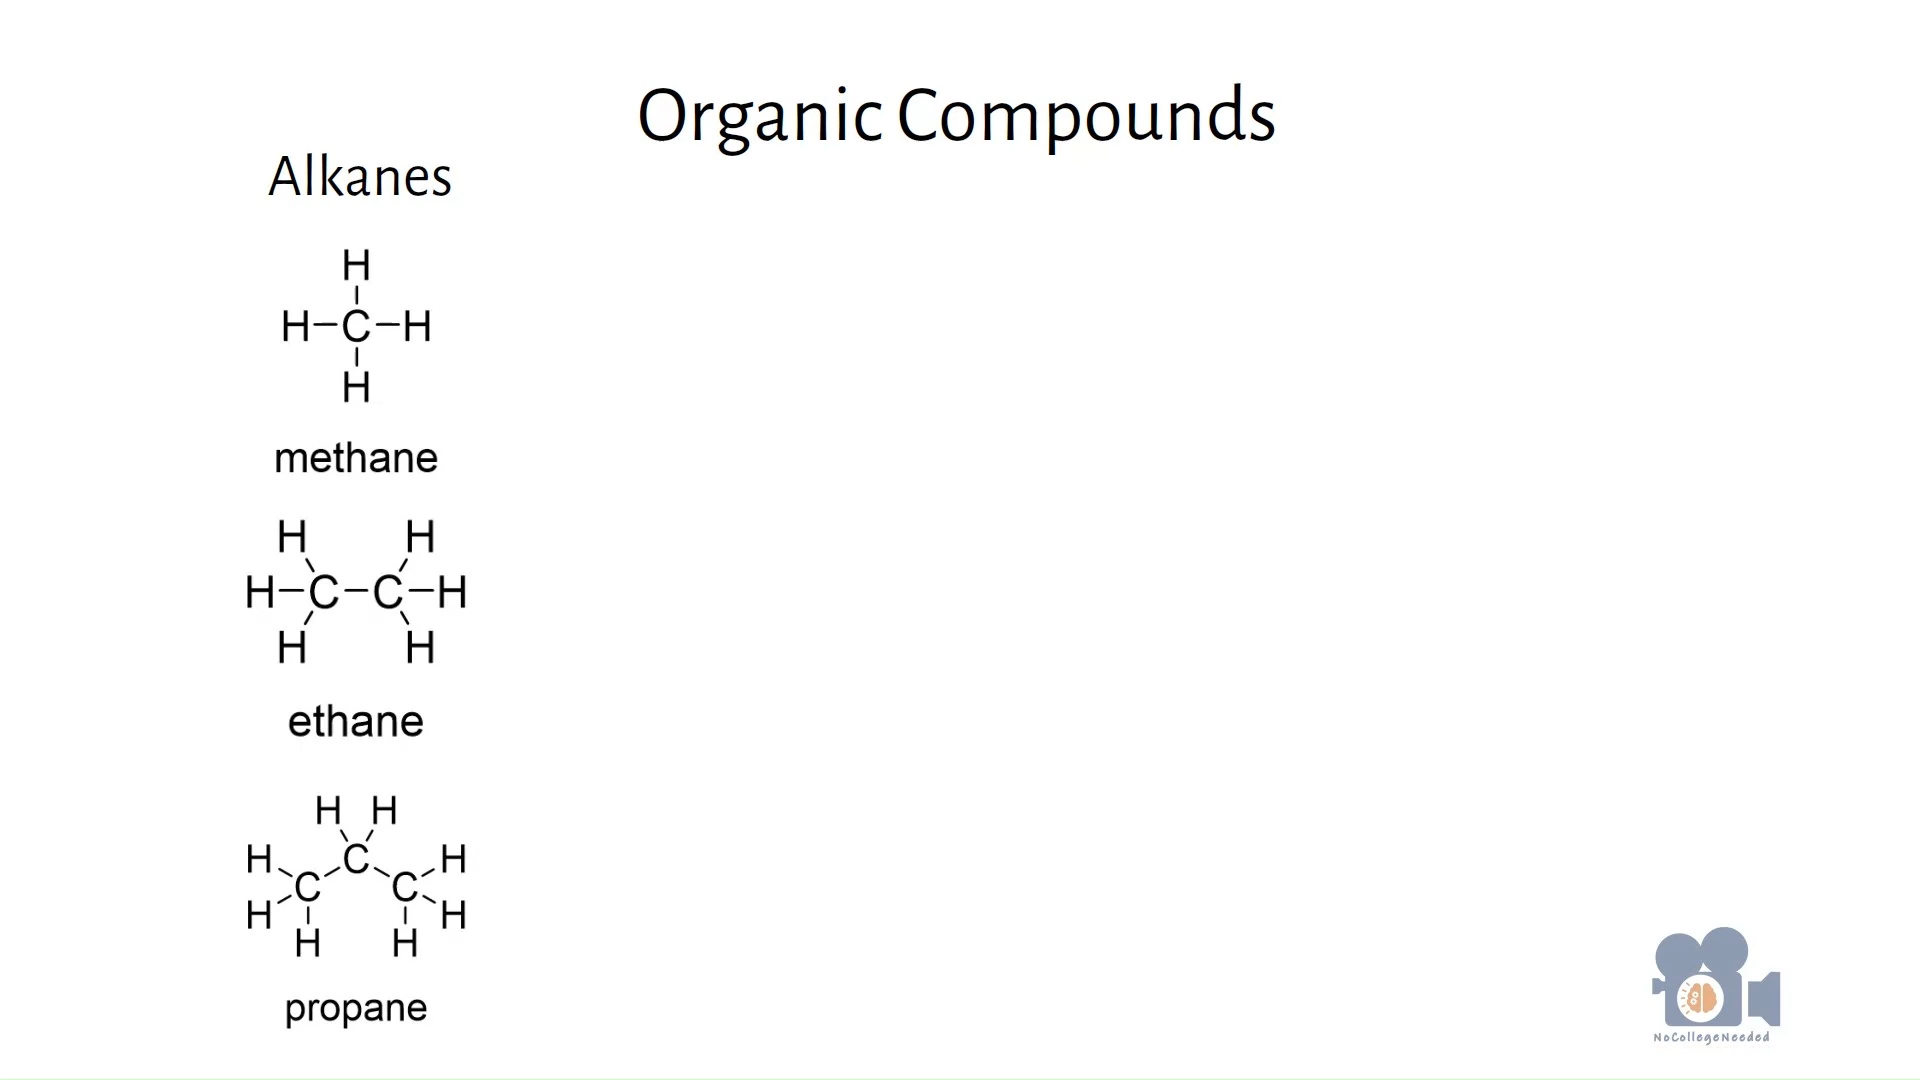 Organic Compounds
Alkanes
H
H-C-H
H
methane
H H
H-C-C-H
H H
ethane
H H
H C H
C C
H H
H H
propane
NoCollegeNeeded